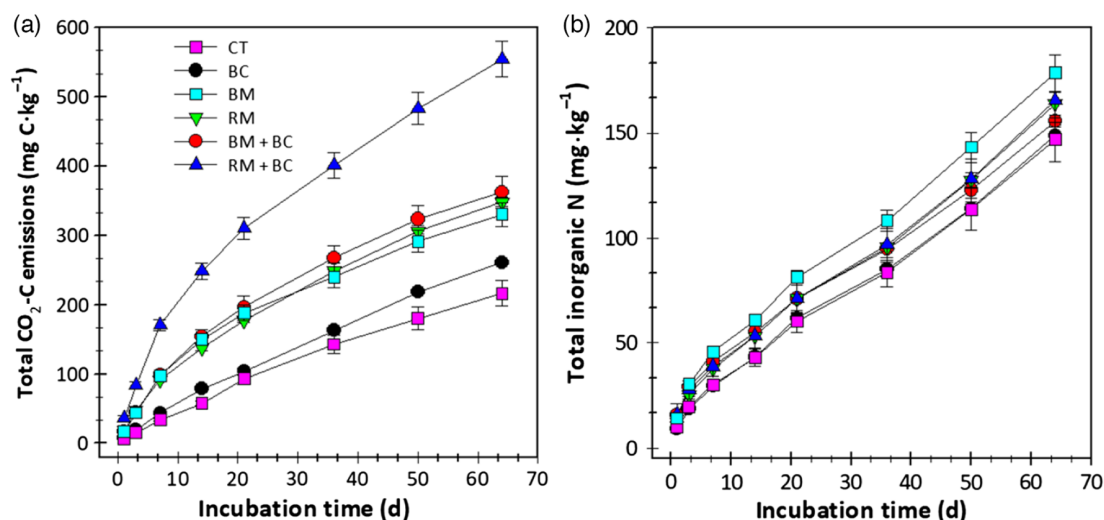 (a)
600
500
400
300
200
100
0
Total CO₂-C emissions (mg C·kg⁻¹)
CT
BC
BM
RM
BM + BC
RM + BC
0 10 20 30 40 50 60 70
Incubation time (d)
(b)
200
150
100
50
0
Total inorganic N (mg·kg⁻¹)
0 10 20 30 40 50 60 70
Incubation time (d)